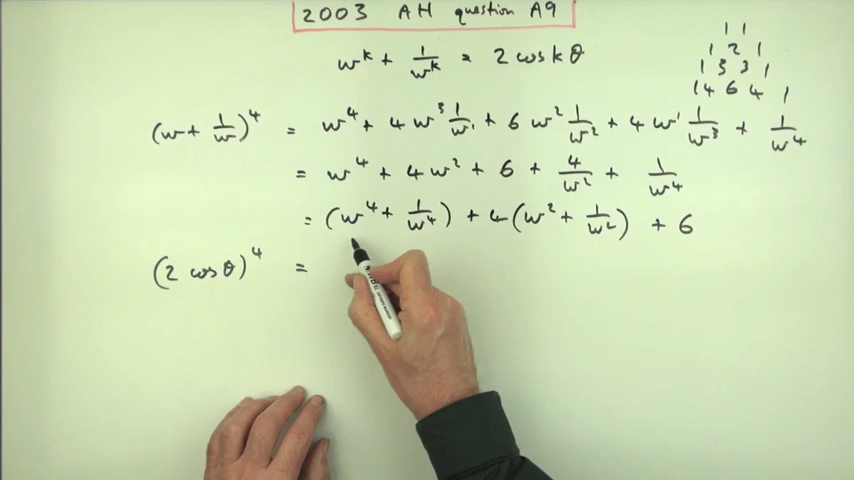 2003 AH question A9
w^k + 1/w^k = 2 cos k θ
1 1
1 2 1
1 3 3 1
1 4 6 4 1
(w + 1/w)^4 = w^4 + 4 w^3 1/w^1 + 6 w^2 1/w^2 + 4 w^1 1/w^3 + 1/w^4
= w^4 + 4 w^2 + 6 + 4/w^2 + 1/w^4
= (w^4 + 1/w^4) + 4 (w^2 + 1/w^2) + 6
(2 cos θ)^4 =